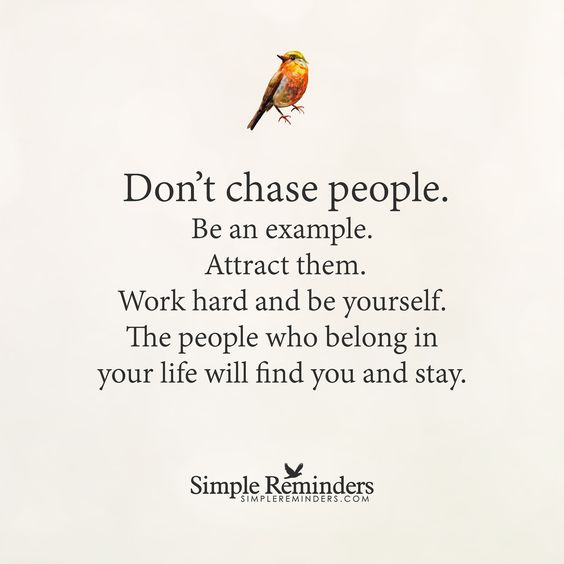 Don’t chase people.
Be an example.
Attract them.
Work hard and be yourself.
The people who belong in
your life will find you and stay.
Simple Reminders
SIMPLEREMINDERS.COM